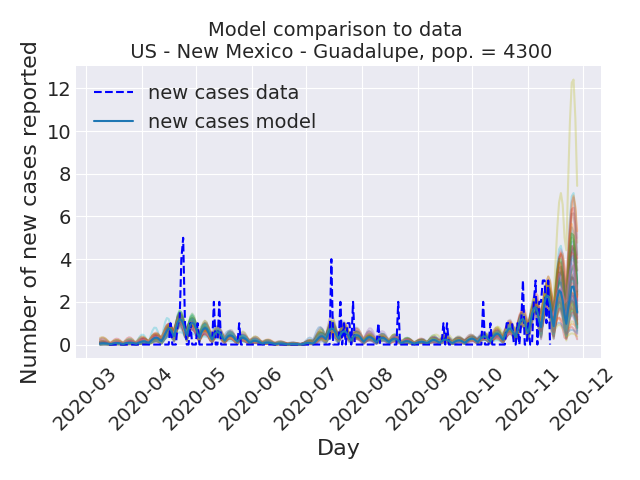 Model comparison to data
US - New Mexico - Guadalupe, pop. = 4300
Number of new cases reported
12
10
8
6
4
2
0
new cases data
new cases model
2020-03
2020-04
2020-05
2020-06
2020-07
2020-08
2020-09
2020-10
2020-11
2020-12
Day